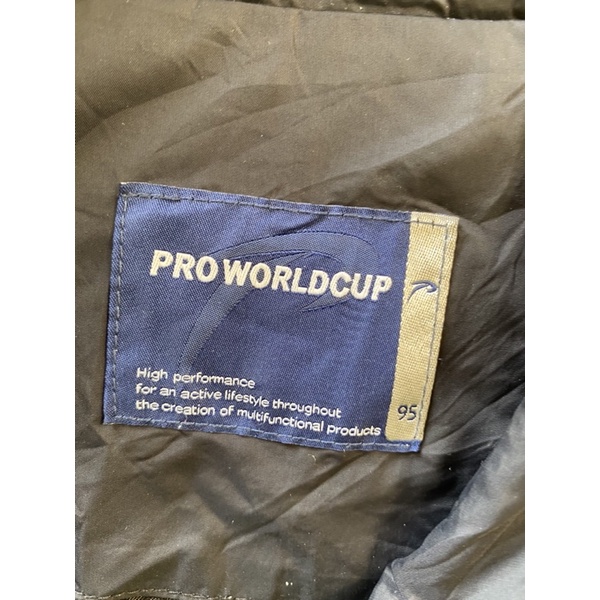 PRO WORLDCUP
High performance
for an active lifestyle throughout
the creation of multifunctional products
95